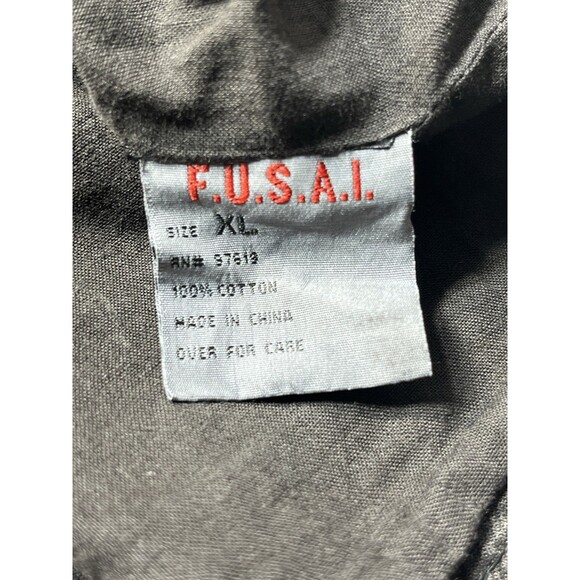 F.U.S.A.I.
SIZE XL
RN# 97619
100% COTTON
MADE IN CHINA
OVER FOR CARE